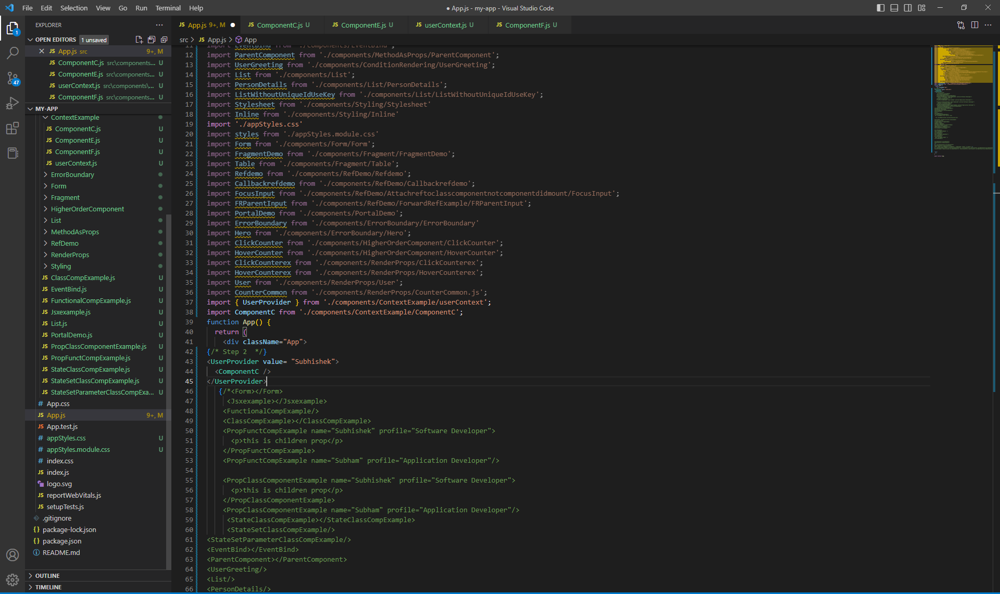 File Edit Selection View Go Run Terminal Help
● App.js - my-app - Visual Studio Code
EXPLORER
OPEN EDITORS 1 unsaved
JS App.js src 9+, M
JS ComponentC.js src\components... U
JS ComponentE.js src\components... U
JS userContext.js src\components\... U
JS ComponentF.js src\components... U
MY-APP
ContextExample
JS ComponentC.js U
JS ComponentE.js U
JS ComponentF.js U
JS userContext.js U
ErrorBoundary
Form
Fragment
HigherOrderComponent
List
MethodAsProps
RefDemo
RenderProps
Styling
JS ClassCompExample.js U
JS EventBind.js U
JS FunctionalCompExample.js U
JS Jsxexample.js U
JS List.js U
JS PortalDemo.js U
JS PropClassComponentExample.js U
JS PropFunctCompExample.js U
JS StateClassCompExample.js U
JS StateSetClassCompExample.js U
JS StateSetParameterClassCompExa... U
# App.css
JS App.js 9+, M
JS App.test.js
# appStyles.css U
# appStyles.module.css U
# index.css
JS index.js
logo.svg
JS reportWebVitals.js
JS setupTests.js
.gitignore
{} package-lock.json
{} package.json
README.md
OUTLINE
TIMELINE
1
47
JS App.js 9+, M ● JS ComponentC.js U JS ComponentE.js U JS userContext.js U JS ComponentF.js U
src > JS App.js > App
11 import EventBind from './components/EventBind';
12 import ParentComponent from './components/MethodAsProps/ParentComponent';
13 import UserGreeting from './components/ConditionRendering/UserGreeting';
14 import List from './components/List';
15 import PersonDetails from './components/List/PersonDetails';
16 import ListWithoutUniqueIdUseKey from './components/List/ListWithoutUniqueIdUseKey';
17 import Stylesheet from './components/Styling/Stylesheet'
18 import Inline from './components/Styling/Inline'
19 import './appStyles.css'
20 import styles from './appStyles.module.css'
21 import Form from './components/Form/Form';
22 import FragmentDemo from './components/Fragment/FragmentDemo';
23 import Table from './components/Fragment/Table';
24 import Refdemo from './components/RefDemo/Refdemo';
25 import Callbackrefdemo from './components/RefDemo/Callbackrefdemo';
26 import FocusInput from './components/RefDemo/Attachreftoclasscomponentnotcomponentdidmount/FocusInput';
27 import FRParentInput from './components/RefDemo/ForwardRefExample/FRParentInput';
28 import PortalDemo from './components/PortalDemo';
29 import ErrorBoundary from './components/ErrorBoundary/ErrorBoundary'
30 import Hero from './components/ErrorBoundary/Hero';
31 import ClickCounter from './components/HigherOrderComponent/ClickCounter';
32 import HoverCounter from './components/HigherOrderComponent/HoverCounter';
33 import ClickCounterex from './components/RenderProps/ClickCounterex';
34 import HoverCounterex from './components/RenderProps/HoverCounterex';
35 import User from './components/RenderProps/User';
36 import CounterCommon from './components/RenderProps/CounterCommon.js';
37 import { UserProvider } from './components/ContextExample/userContext';
38 import ComponentC from './components/ContextExample/ComponentC';
39 function App() {
40 return (
41 <div className="App">
42 {/* Step 2 */}
43 <UserProvider value= "Subhishek">
44 <ComponentC />
45 </UserProvider>
46 {/*<Form></Form>
47 <Jsxexample></Jsxexample>
48 <FunctionalCompExample/>
49 <ClassCompExample></ClassCompExample>
50 <PropFunctCompExample name="Subhishek" profile="Software Developer">
51 <p>this is children prop</p>
52 </PropFunctCompExample>
53 <PropFunctCompExample name="Subham" profile="Application Developer"/>
54
55 <PropClassComponentExample name="Subhishek" profile="Software Developer">
56 <p>this is children prop</p>
57 </PropClassComponentExample>
58 <PropClassComponentExample name="Subham" profile="Application Developer"/>
59 <StateClassCompExample></StateClassCompExample>
60 <StateSetClassCompExample/>
61 <StateSetParameterClassCompExample/>
62 <EventBind></EventBind>
63 <ParentComponent></ParentComponent>
64 <UserGreeting/>
65 <List/>
66 <PersonDetails/>